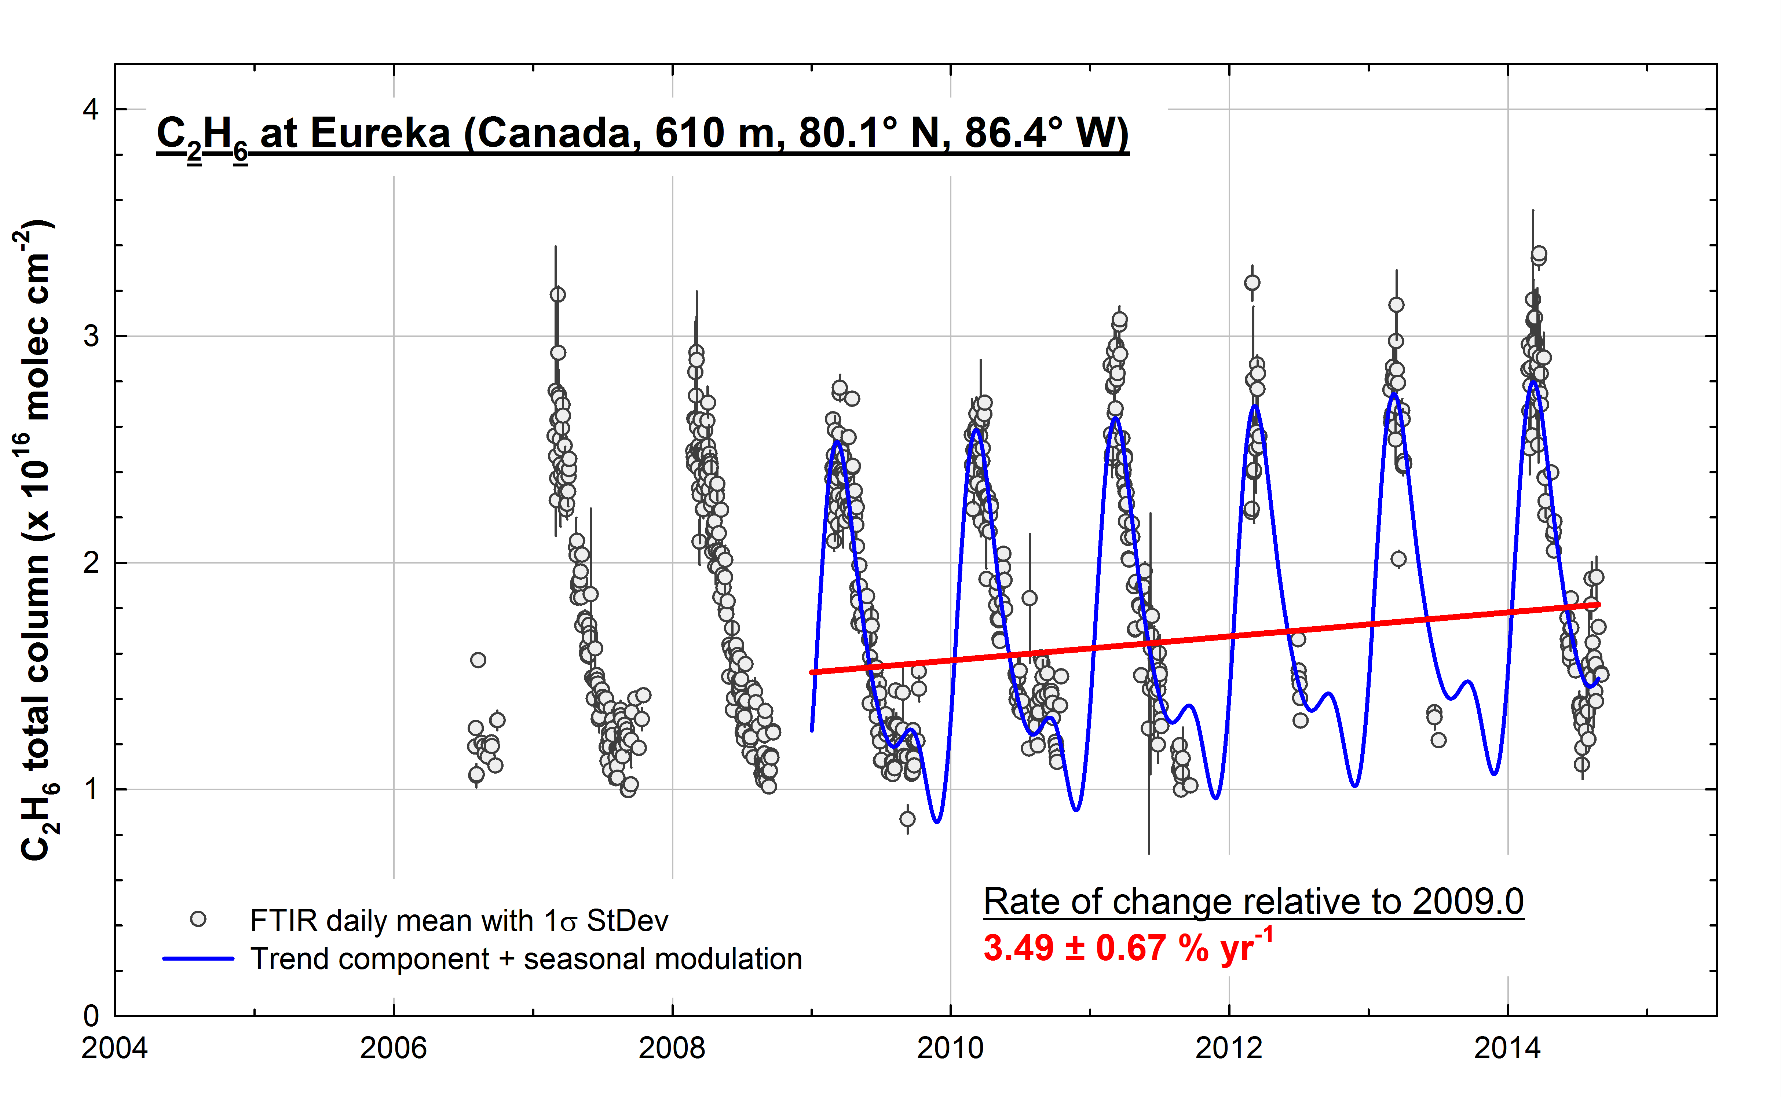 C₂H₆ at Eureka (Canada, 610 m, 80.1° N, 86.4° W)
C₂H₆ total column (x 10¹⁶ molec cm⁻²)
4
3
2
1
0
FTIR daily mean with 1σ StDev
Trend component + seasonal modulation
Rate of change relative to 2009.0
3.49 ± 0.67 % yr⁻¹
2004 2006 2008 2010 2012 2014